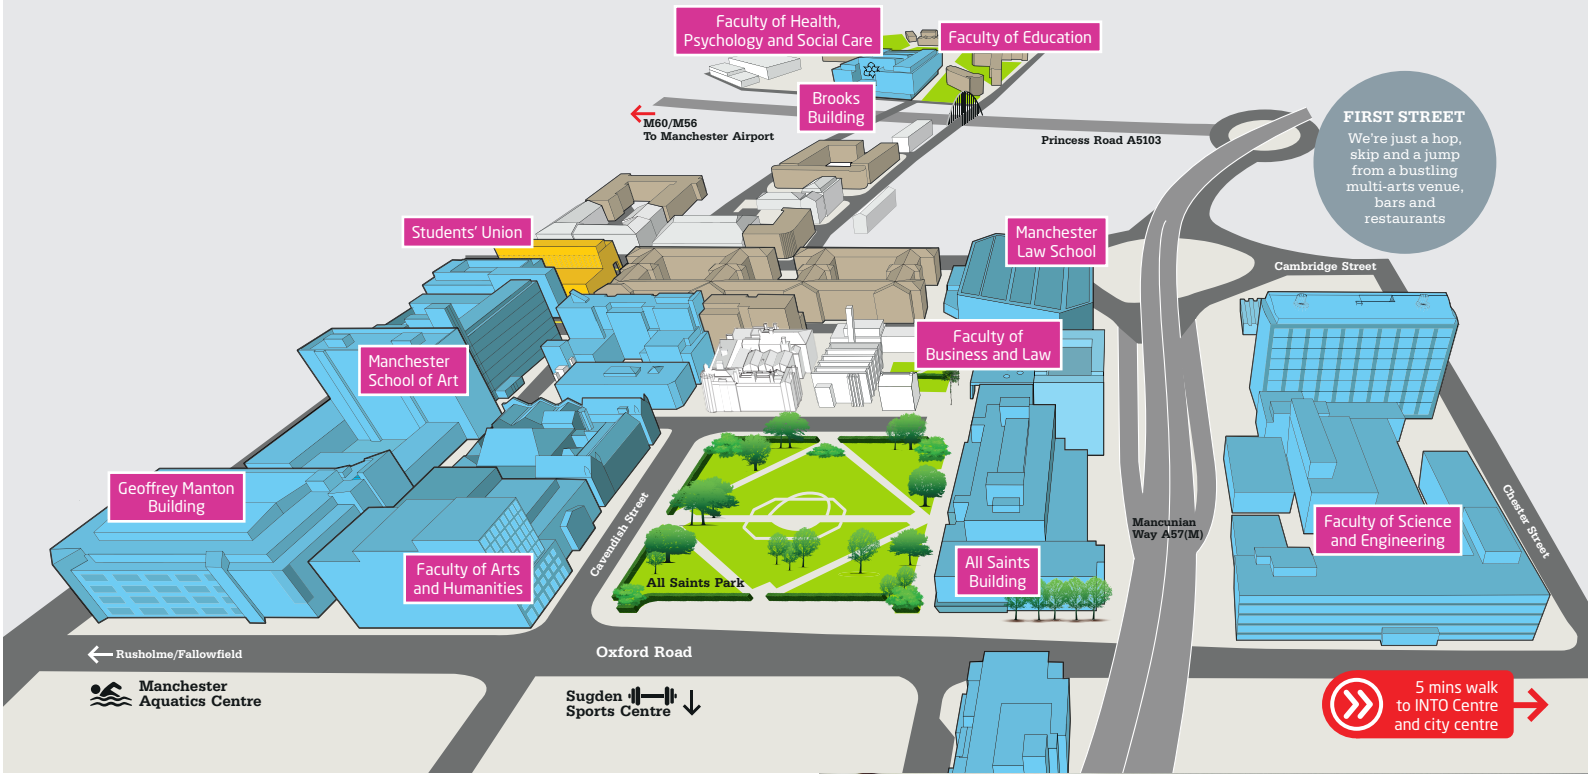 Faculty of Health,
Psychology and Social Care
Faculty of Education
Brooks
Building
M60/M56
To Manchester Airport
Princess Road A5103
FIRST STREET
We're just a hop,
skip and a jump
from a bustling
multi-arts venue,
bars and
restaurants
Students' Union
Manchester
Law School
Cambridge Street
Faculty of
Business and Law
Manchester
School of Art
Geoffrey Manton
Building
Cavendish Street
Chester Street
Mancunian
Way A57(M)
Faculty of Science
and Engineering
Faculty of Arts
and Humanities
All Saints Park
All Saints
Building
Rusholme/Fallowfield
Oxford Road
Manchester
Aquatics Centre
Sugden
Sports Centre
5 mins walk
to INTO Centre
and city centre